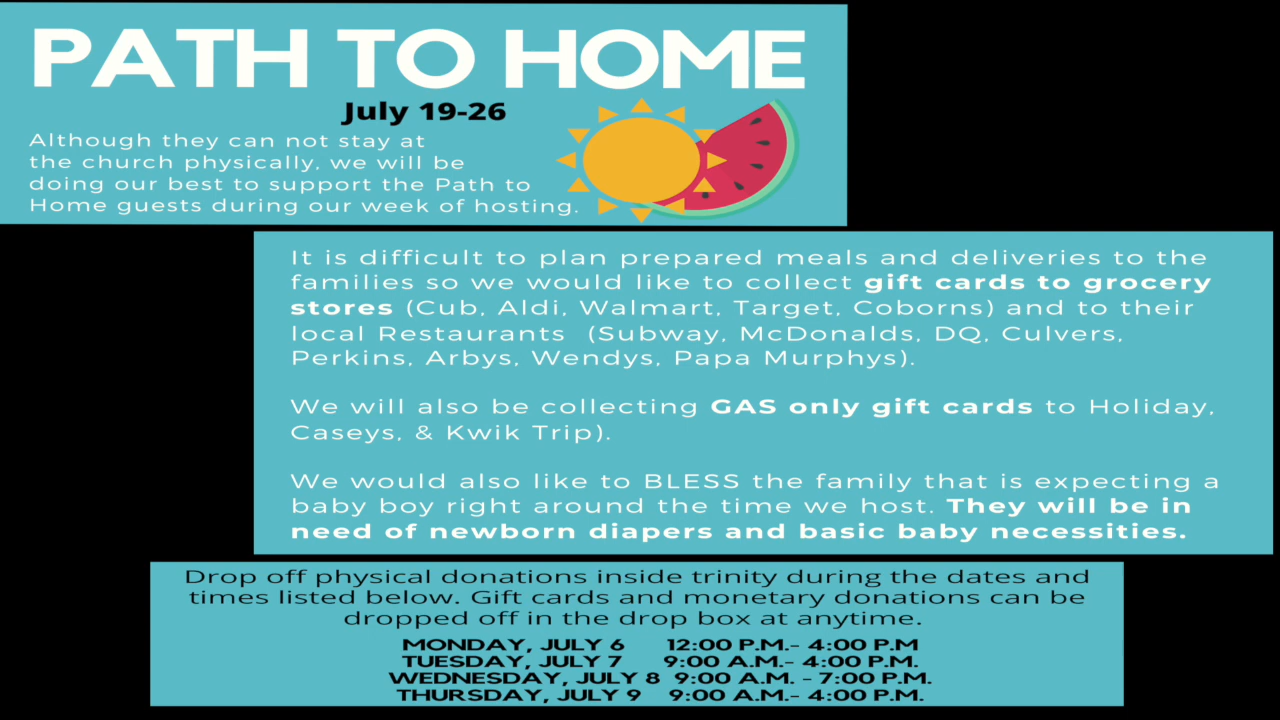 PATH TO HOME
July 19-26
Although they can not stay at
the church physically, we will be
doing our best to support the Path to
Home guests during our week of hosting.
It is difficult to plan prepared meals and deliveries to the
families so we would like to collect gift cards to grocery
stores (Cub, Aldi, Walmart, Target, Coborns) and to their
local Restaurants (Subway, McDonalds, DQ, Culvers,
Perkins, Arbys, Wendys, Papa Murphys).
We will also be collecting GAS only gift cards to Holiday,
Caseys, & Kwik Trip).
We would also like to BLESS the family that is expecting a
baby boy right around the time we host. They will be in
need of newborn diapers and basic baby necessities.
Drop off physical donations inside trinity during the dates and
times listed below. Gift cards and monetary donations can be
dropped off in the drop box at anytime.
MONDAY, JULY 6 12:00 P.M.- 4:00 P.M
TUESDAY, JULY 7 9:00 A.M.- 4:00 P.M.
WEDNESDAY, JULY 8 9:00 A.M. - 7:00 P.M.
THURSDAY, JULY 9 9:00 A.M.- 4:00 P.M.